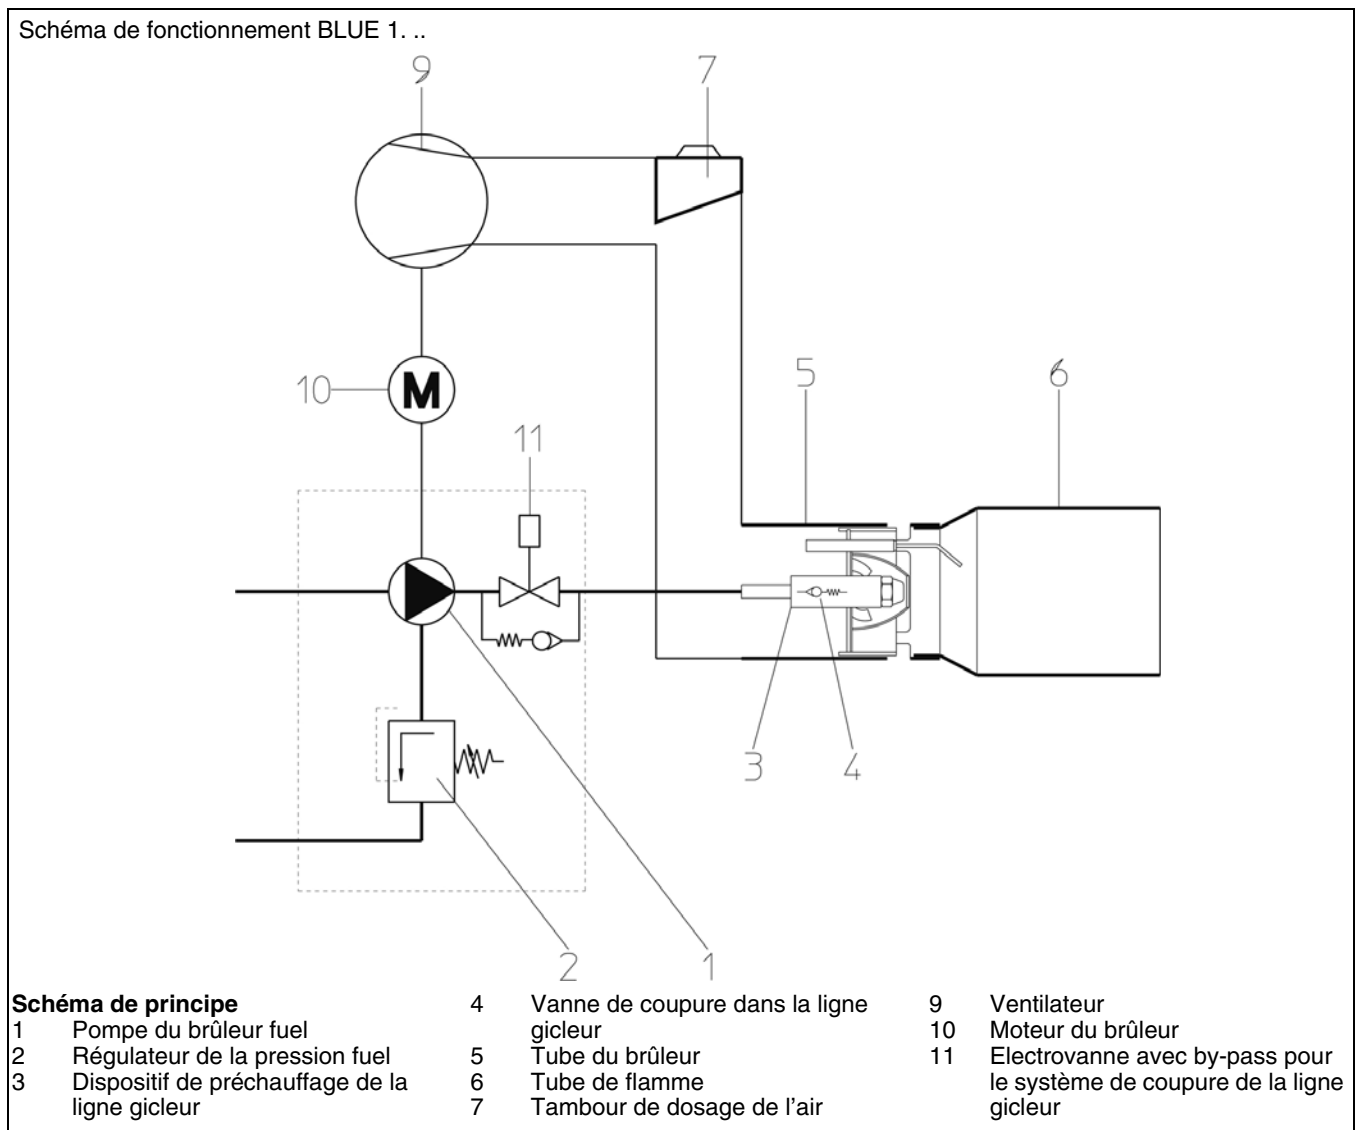 Schéma de fonctionnement BLUE 1. ..
9
7
10
M
11
5
6
3
4
2
1
Schéma de principe
1 Pompe du brûleur fuel
2 Régulateur de la pression fuel
3 Dispositif de préchauffage de la
ligne gicleur
4 Vanne de coupure dans la ligne
gicleur
5 Tube du brûleur
6 Tube de flamme
7 Tambour de dosage de l'air
9 Ventilateur
10 Moteur du brûleur
11 Electrovanne avec by-pass pour
le système de coupure de la ligne
gicleur